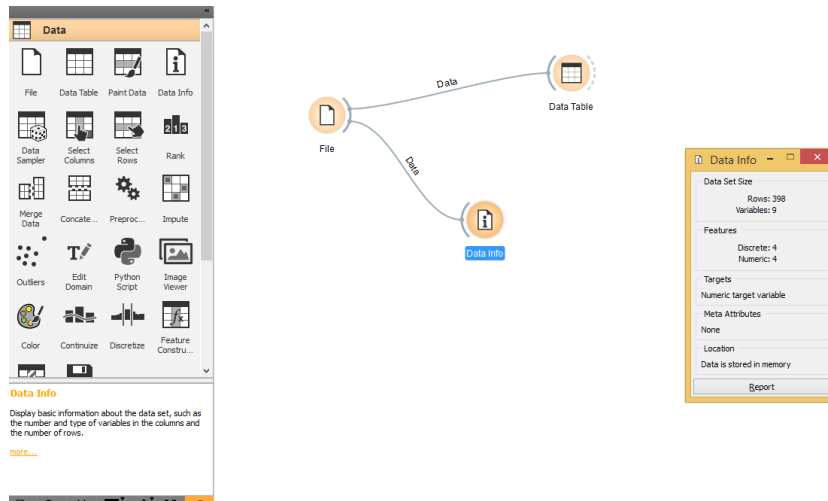 Data
File
Data Table
Paint Data
Data Info
Data
Sampler
Select
Columns
Select
Rows
2 1 3
Rank
Merge
Data
Concate...
Preproc...
Impute
Outliers
Edit
Domain
Python
Script
Image
Viewer
Color
Continuize
Discretize
Feature
Constru...
Data Info
Display basic information about the data set, such as
the number and type of variables in the columns and
the number of rows.
more...
File
Data
Data Table
Data
Data Info
Data Info
Data Set Size
Rows: 398
Variables: 9
Features
Discrete: 4
Numeric: 4
Targets
Numeric target variable
Meta Attributes
None
Location
Data is stored in memory
Report